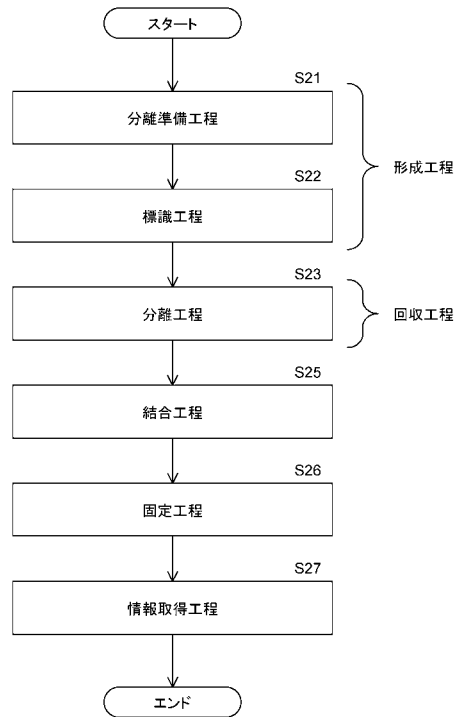 スタート
S21
分離準備工程
形成工程
S22
標識工程
S23
分離工程
回収工程
S25
結合工程
S26
固定工程
S27
情報取得工程
エンド